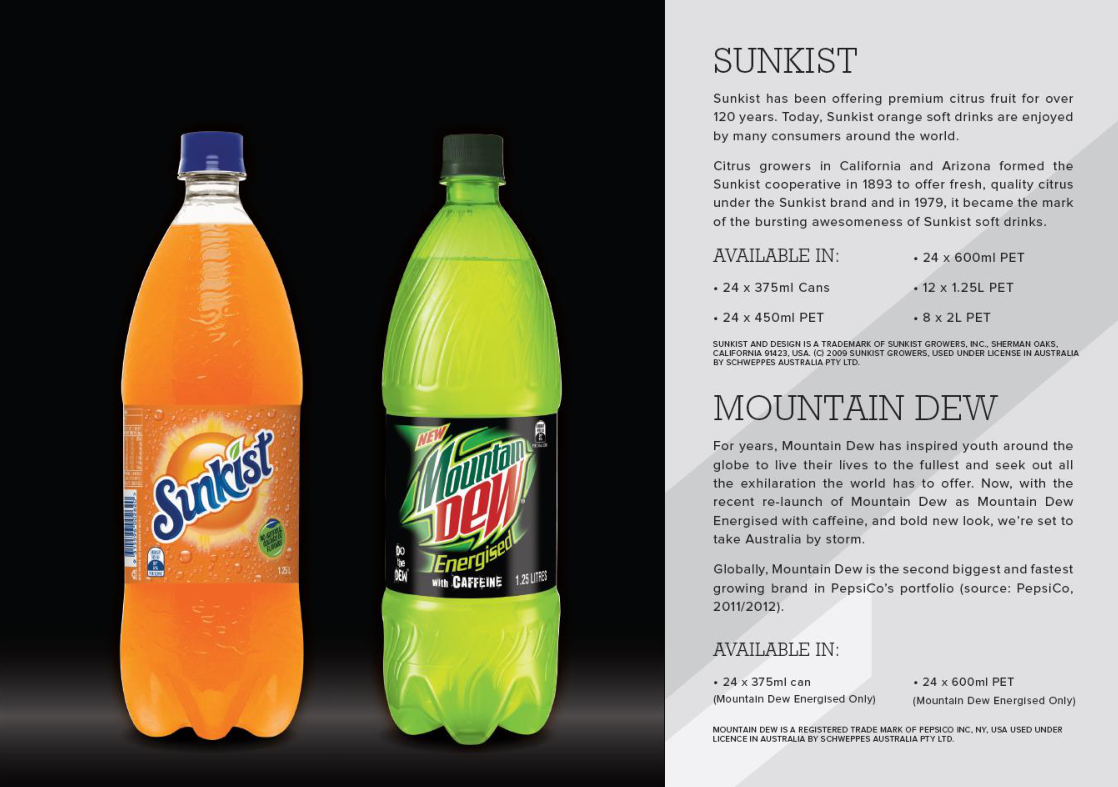 Sunkist
1.25L
NEW
Mountain
DEW
Energised
DO
the
DEW
with CAFFEINE
1.25 LITRES
SUNKIST
Sunkist has been offering premium citrus fruit for over
120 years. Today, Sunkist orange soft drinks are enjoyed
by many consumers around the world.
Citrus growers in California and Arizona formed the
Sunkist cooperative in 1893 to offer fresh, quality citrus
under the Sunkist brand and in 1979, it became the mark
of the bursting awesomeness of Sunkist soft drinks.
AVAILABLE IN:
• 24 x 375ml Cans
• 24 x 450ml PET
• 24 x 600ml PET
• 12 x 1.25L PET
• 8 x 2L PET
SUNKIST AND DESIGN IS A TRADEMARK OF SUNKIST GROWERS, INC., SHERMAN OAKS,
CALIFORNIA 91423, USA. (C) 2009 SUNKIST GROWERS, USED UNDER LICENSE IN AUSTRALIA
BY SCHWEPPES AUSTRALIA PTY LTD.
MOUNTAIN DEW
For years, Mountain Dew has inspired youth around the
globe to live their lives to the fullest and seek out all
the exhilaration the world has to offer. Now, with the
recent re-launch of Mountain Dew as Mountain Dew
Energised with caffeine, and bold new look, we're set to
take Australia by storm.
Globally, Mountain Dew is the second biggest and fastest
growing brand in PepsiCo's portfolio (source: PepsiCo,
2011/2012).
AVAILABLE IN:
• 24 x 375ml can
(Mountain Dew Energised Only)
• 24 x 600ml PET
(Mountain Dew Energised Only)
MOUNTAIN DEW IS A REGISTERED TRADE MARK OF PEPSICO INC, NY, USA USED UNDER
LICENCE IN AUSTRALIA BY SCHWEPPES AUSTRALIA PTY LTD.